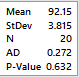 Mean 92.15
StDev 3.815
N 20
AD 0.272
P-Value 0.632